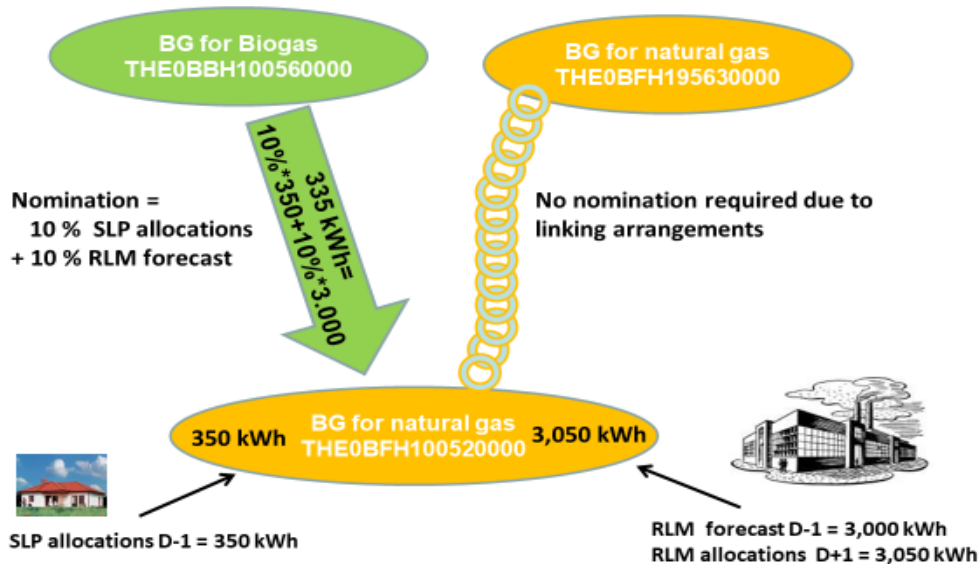 BG for Biogas
THE0BBH100560000
BG for natural gas
THE0BFH195630000
335 kWh=
10%*350+10%*3.000
Nomination =
10 % SLP allocations
+ 10 % RLM forecast
No nomination required due to
linking arrangements
350 kWh
BG for natural gas
THE0BFH100520000
3,050 kWh
SLP allocations D-1 = 350 kWh
RLM forecast D-1 = 3,000 kWh
RLM allocations D+1 = 3,050 kWh